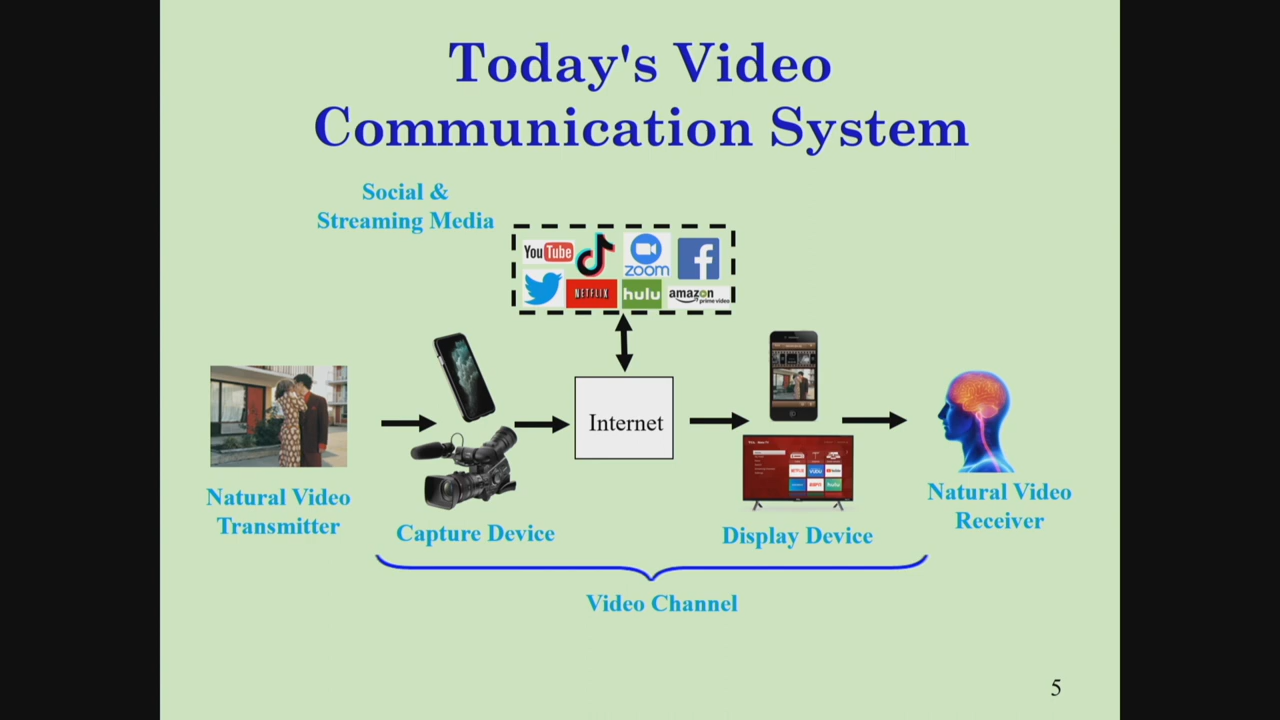 Today's Video
Communication System
Social &
Streaming Media
YouTube
zoom
f
NETFLIX
hulu
amazon
prime video
Internet
Natural Video
Transmitter
Capture Device
Display Device
Natural Video
Receiver
Video Channel
5